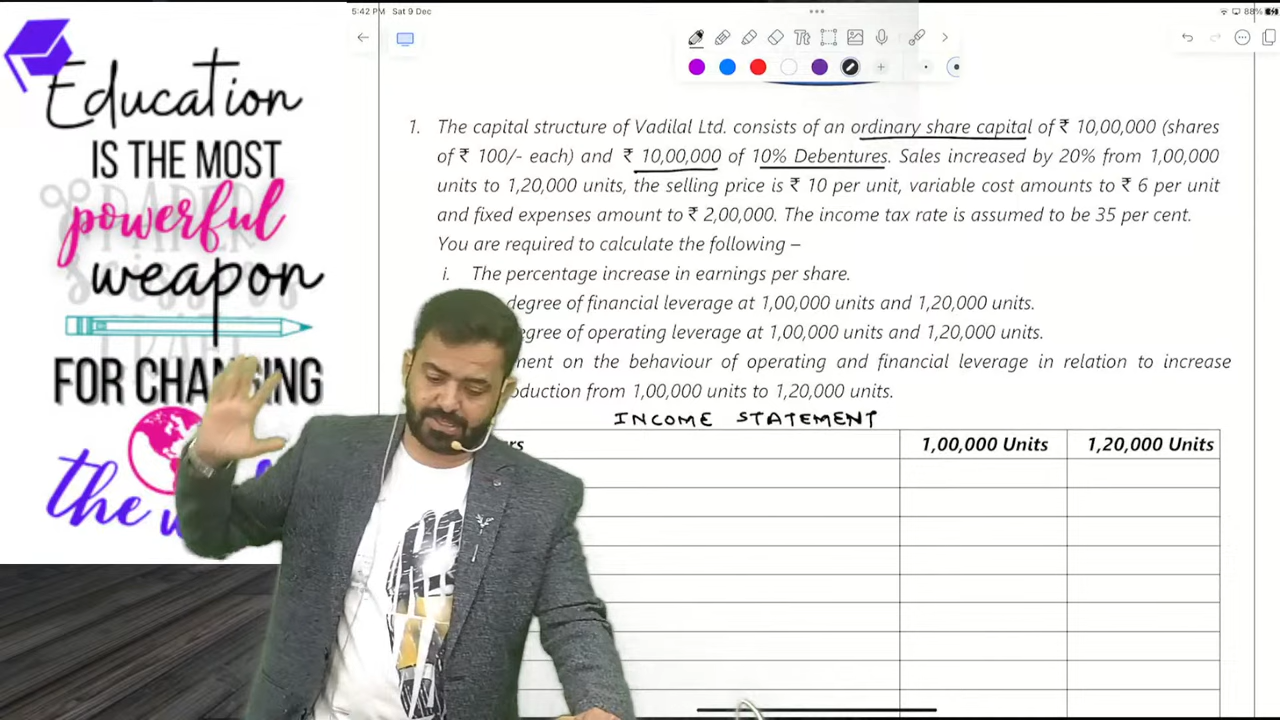 5:42 PM Sat 9 Dec
88%
Education
IS THE MOST
powerful
weapon
FOR CHANGING
the
1. The capital structure of Vadilal Ltd. consists of an ordinary share capital of ₹ 10,00,000 (shares
of ₹ 100/- each) and ₹ 10,00,000 of 10% Debentures. Sales increased by 20% from 1,00,000
units to 1,20,000 units, the selling price is ₹ 10 per unit, variable cost amounts to ₹ 6 per unit
and fixed expenses amount to ₹ 2,00,000. The income tax rate is assumed to be 35 per cent.
You are required to calculate the following –
i. The percentage increase in earnings per share.
degree of financial leverage at 1,00,000 units and 1,20,000 units.
egree of operating leverage at 1,00,000 units and 1,20,000 units.
ment on the behaviour of operating and financial leverage in relation to increase
oduction from 1,00,000 units to 1,20,000 units.
INCOME STATEMENT
rs 1,00,000 Units 1,20,000 Units